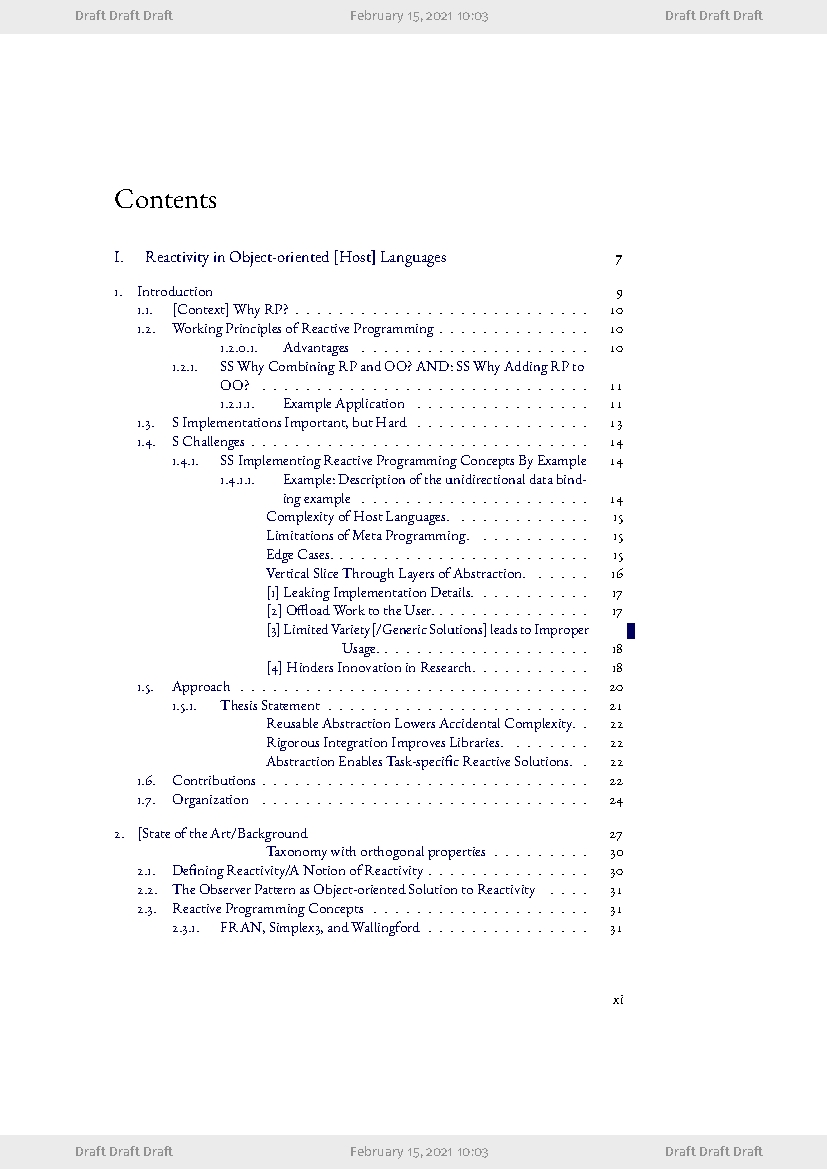 Draft Draft Draft February 15, 2021 10:03 Draft Draft Draft
Contents
I. Reactivity in Object-oriented [Host] Languages 7
1. Introduction 9
1.1. [Context] Why RP? . . . . . . . . . . . . . . . . . . . . . . . . . . . 10
1.2. Working Principles of Reactive Programming . . . . . . . . . . . . . . 10
1.2.0.1. Advantages . . . . . . . . . . . . . . . . . . . . . 10
1.2.1. SS Why Combining RP and OO? AND: SS Why Adding RP to
OO? . . . . . . . . . . . . . . . . . . . . . . . . . . . . . . 11
1.2.1.1. Example Application . . . . . . . . . . . . . . . . 11
1.3. S Implementations Important, but Hard . . . . . . . . . . . . . . . . 13
1.4. S Challenges . . . . . . . . . . . . . . . . . . . . . . . . . . . . . . . 14
1.4.1. SS Implementing Reactive Programming Concepts By Example 14
1.4.1.1. Example: Description of the unidirectional data bind-
ing example . . . . . . . . . . . . . . . . . . . . . 14
Complexity of Host Languages. . . . . . . . . . . . . 15
Limitations of Meta Programming. . . . . . . . . . . 15
Edge Cases. . . . . . . . . . . . . . . . . . . . . . . . 15
Vertical Slice Through Layers of Abstraction. . . . . . 16
[1] Leaking Implementation Details. . . . . . . . . . . 17
[2] Offload Work to the User. . . . . . . . . . . . . . . 17
[3] Limited Variety[/Generic Solutions] leads to Improper
Usage. . . . . . . . . . . . . . . . . . . . 18
[4] Hinders Innovation in Research. . . . . . . . . . . 18
1.5. Approach . . . . . . . . . . . . . . . . . . . . . . . . . . . . . . . . 20
1.5.1. Thesis Statement . . . . . . . . . . . . . . . . . . . . . . . . 21
Reusable Abstraction Lowers Accidental Complexity. . 22
Rigorous Integration Improves Libraries. . . . . . . . 22
Abstraction Enables Task-specific Reactive Solutions. . 22
1.6. Contributions . . . . . . . . . . . . . . . . . . . . . . . . . . . . . . 22
1.7. Organization . . . . . . . . . . . . . . . . . . . . . . . . . . . . . . 24
2. [State of the Art/Background 27
Taxonomy with orthogonal properties . . . . . . . . . 30
2.1. Defining Reactivity/A Notion of Reactivity . . . . . . . . . . . . . . . 30
2.2. The Observer Pattern as Object-oriented Solution to Reactivity . . . . 31
2.3. Reactive Programming Concepts . . . . . . . . . . . . . . . . . . . . 31
2.3.1. FRAN, Simplex3, and Wallingford . . . . . . . . . . . . . . . 31
xi
Draft Draft Draft February 15, 2021 10:03 Draft Draft Draft